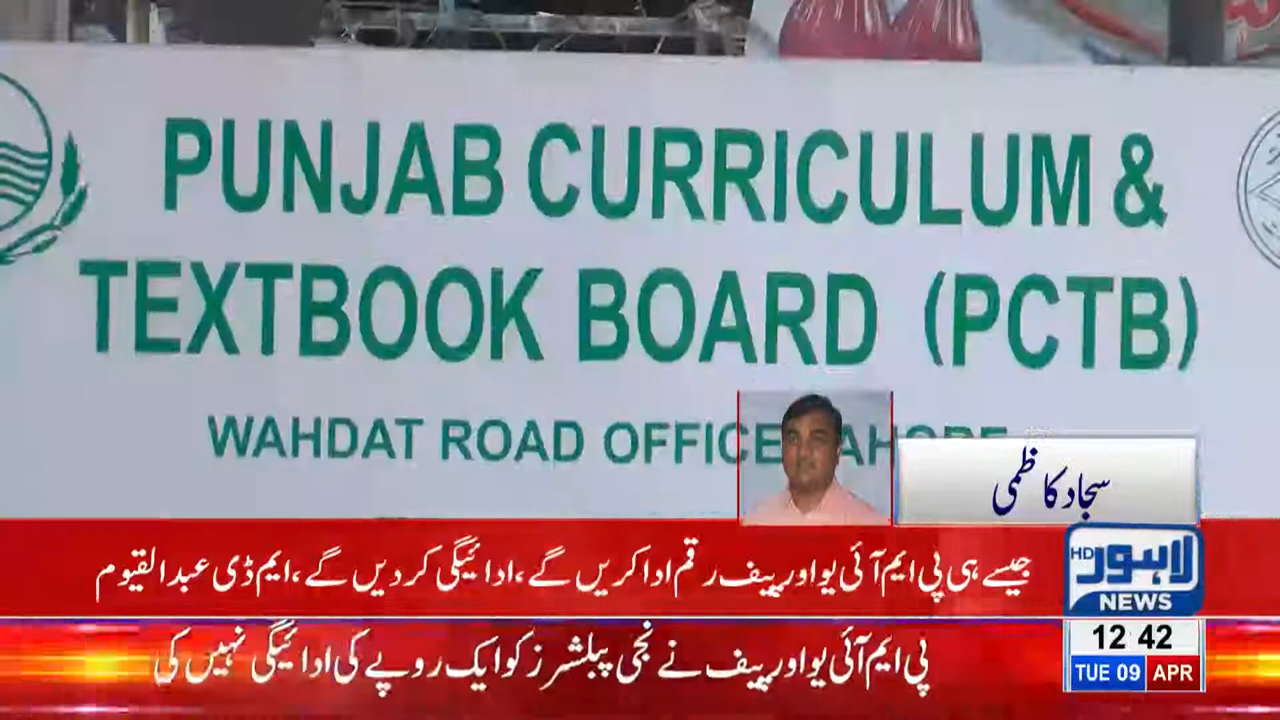 PUNJAB CURRICULUM &
TEXTBOOK BOARD (PCTB)
WAHDAT ROAD OFFICE
سجاد کاظمی
جیسے ہی پی ایم آئی یو اور پیف رقم ادا کریں گے، ادائیگی کر دیں گے، ایم ڈی عبدالقیوم
HD لاہور
NEWS
پی ایم آئی یو اور پیف نے نجی پبلشرز کو ایک روپے کی ادائیگی نہیں کی
12 42
TUE 09 APR